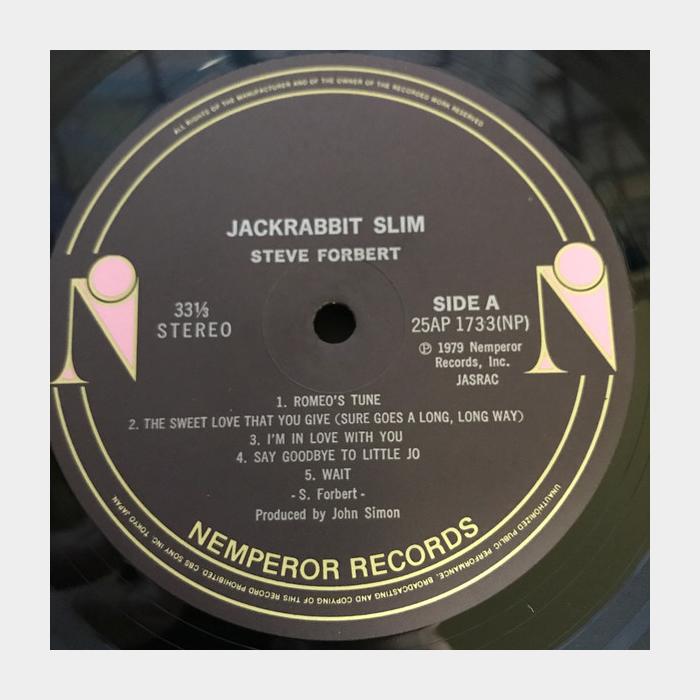 ALL RIGHTS OF THE MANUFACTURER AND OF THE OWNER OF THE RECORDED WORK RESERVED
JACKRABBIT SLIM
STEVE FORBERT
33⅓
STEREO
SIDE A
25AP 1733(NP)
℗ 1979 Nemperor
Records, Inc.
JASRAC
1. ROMEO'S TUNE
2. THE SWEET LOVE THAT YOU GIVE (SURE GOES A LONG, LONG WAY)
3. I'M IN LOVE WITH YOU
4. SAY GOODBYE TO LITTLE JO
5. WAIT
- S. Forbert -
Produced by John Simon
NEMPEROR RECORDS
UNAUTHORIZED PUBLIC PERFORMANCE, BROADCASTING AND COPYING OF THIS RECORD PROHIBITED. CBS SONY INC. TOKYO JAPAN.